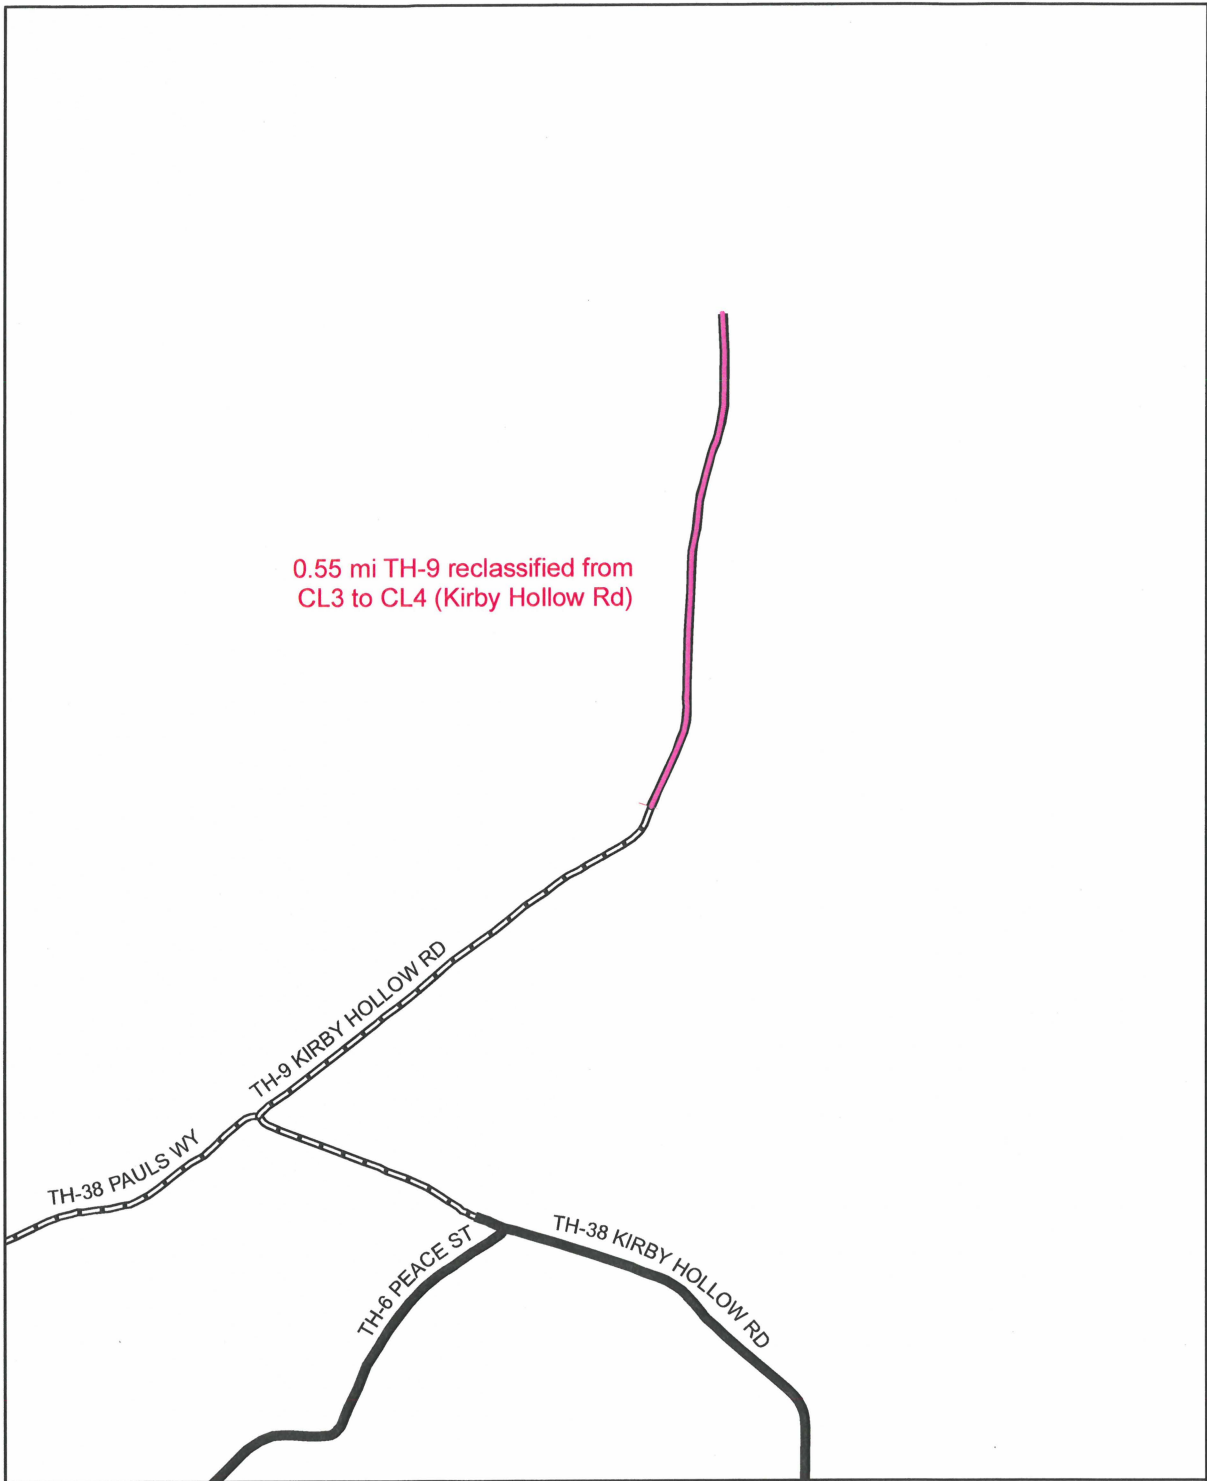 0.55 mi TH-9 reclassified from
CL3 to CL4 (Kirby Hollow Rd)
TH-9 KIRBY HOLLOW RD
TH-38 PAULS WY
TH-6 PEACE ST
TH-38 KIRBY HOLLOW RD